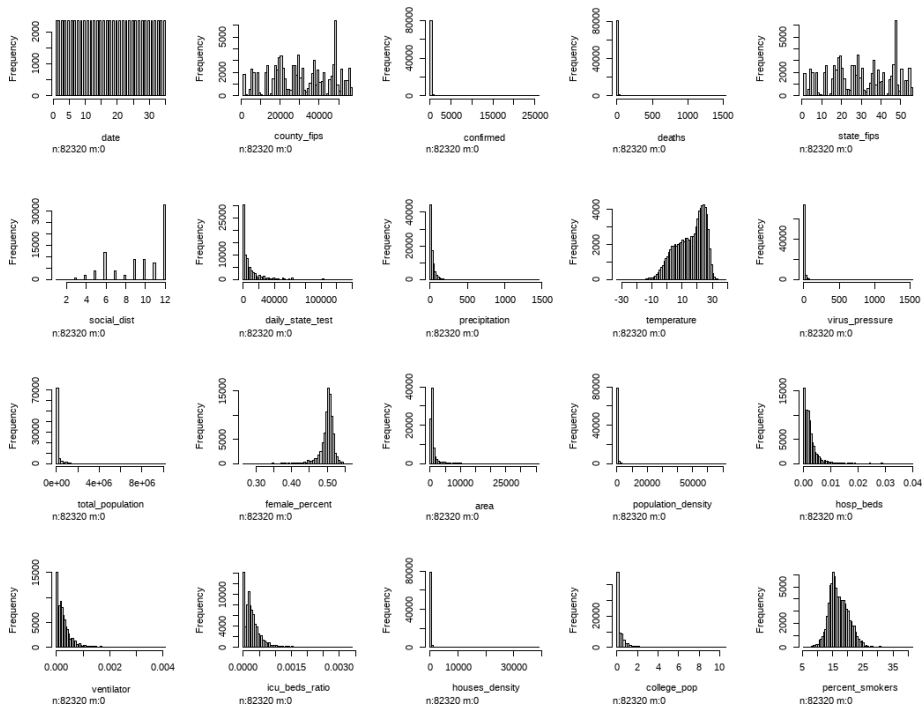 Frequency
0 1000 2000
0 5 10 15 20 25 30
date
n:82320 m:0
Frequency
0 2000 5000
0 20000 40000
county_fips
n:82320 m:0
Frequency
0 40000 80000
0 5000 15000 25000
confirmed
n:82320 m:0
Frequency
0 40000 80000
0 500 1000 1500
deaths
n:82320 m:0
Frequency
0 2000 5000
0 10 20 30 40 50
state_fips
n:82320 m:0
Frequency
0 15000 30000
2 4 6 8 10 12
social_dist
n:82320 m:0
Frequency
0 5000 15000 25000
0 40000 100000
daily_state_test
n:82320 m:0
Frequency
0 20000 40000
0 500 1000 1500
precipitation
n:82320 m:0
Frequency
0 2000 4000
-30 -10 10 30
temperature
n:82320 m:0
Frequency
0 40000
0 500 1000 1500
virus_pressure
n:82320 m:0
Frequency
0 30000 50000 70000
0e+00 4e+06 8e+06
total_population
n:82320 m:0
Frequency
0 5000 15000
0.30 0.40 0.50
female_percent
n:82320 m:0
Frequency
0 20000 40000
0 10000 25000
area
n:82320 m:0
Frequency
0 40000 80000
0 20000 40000 60000
population_density
n:82320 m:0
Frequency
0 5000 15000
0.00 0.01 0.02 0.03 0.04
hosp_beds
n:82320 m:0
Frequency
0 5000 10000 15000
0.000 0.002 0.004
ventilator
n:82320 m:0
Frequency
0 4000 10000
0.0000 0.0015 0.0030
icu_beds_ratio
n:82320 m:0
Frequency
0 40000 80000
0 10000 30000
houses_density
n:82320 m:0
Frequency
0 20000
0 2 4 6 8 10
college_pop
n:82320 m:0
Frequency
0 2000 5000
5 15 25 35
percent_smokers
n:82320 m:0